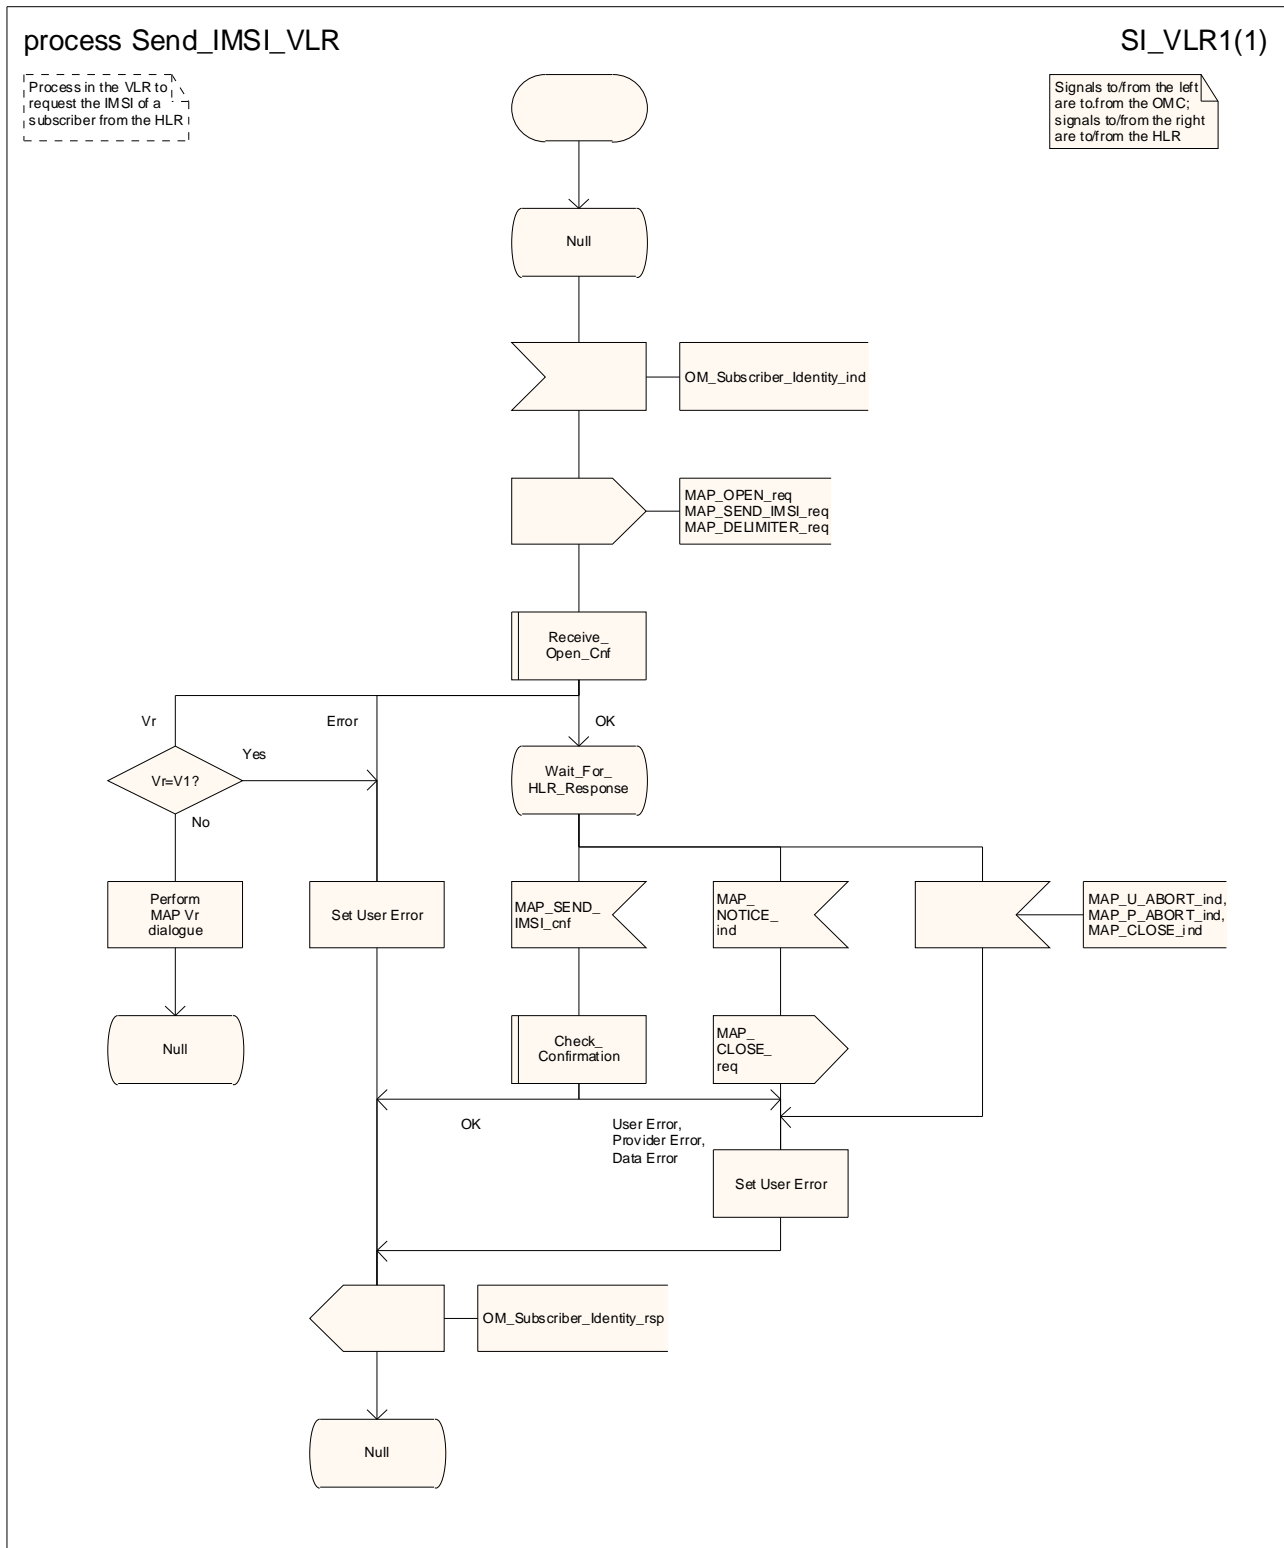 process Send_IMSI_VLR
SI_VLR1(1)
Process in the VLR to
request the IMSI of a
subscriber from the HLR
Signals to/from the left
are to.from the OMC;
signals to/from the right
are to/from the HLR
Null
OM_Subscriber_Identity_ind
MAP_OPEN_req
MAP_SEND_IMSI_req
MAP_DELIMITER_req
Receive_
Open_Cnf
Vr
Error
OK
Yes
Vr=V1?
Wait_For_
HLR_Response
No
Perform
MAP Vr
dialogue
Set User Error
MAP_SEND_
IMSI_cnf
MAP_
NOTICE_
ind
MAP_U_ABORT_ind,
MAP_P_ABORT_ind,
MAP_CLOSE_ind
Null
Check_
Confirmation
MAP_
CLOSE_
req
OK
User Error,
Provider Error,
Data Error
Set User Error
OM_Subscriber_Identity_rsp
Null